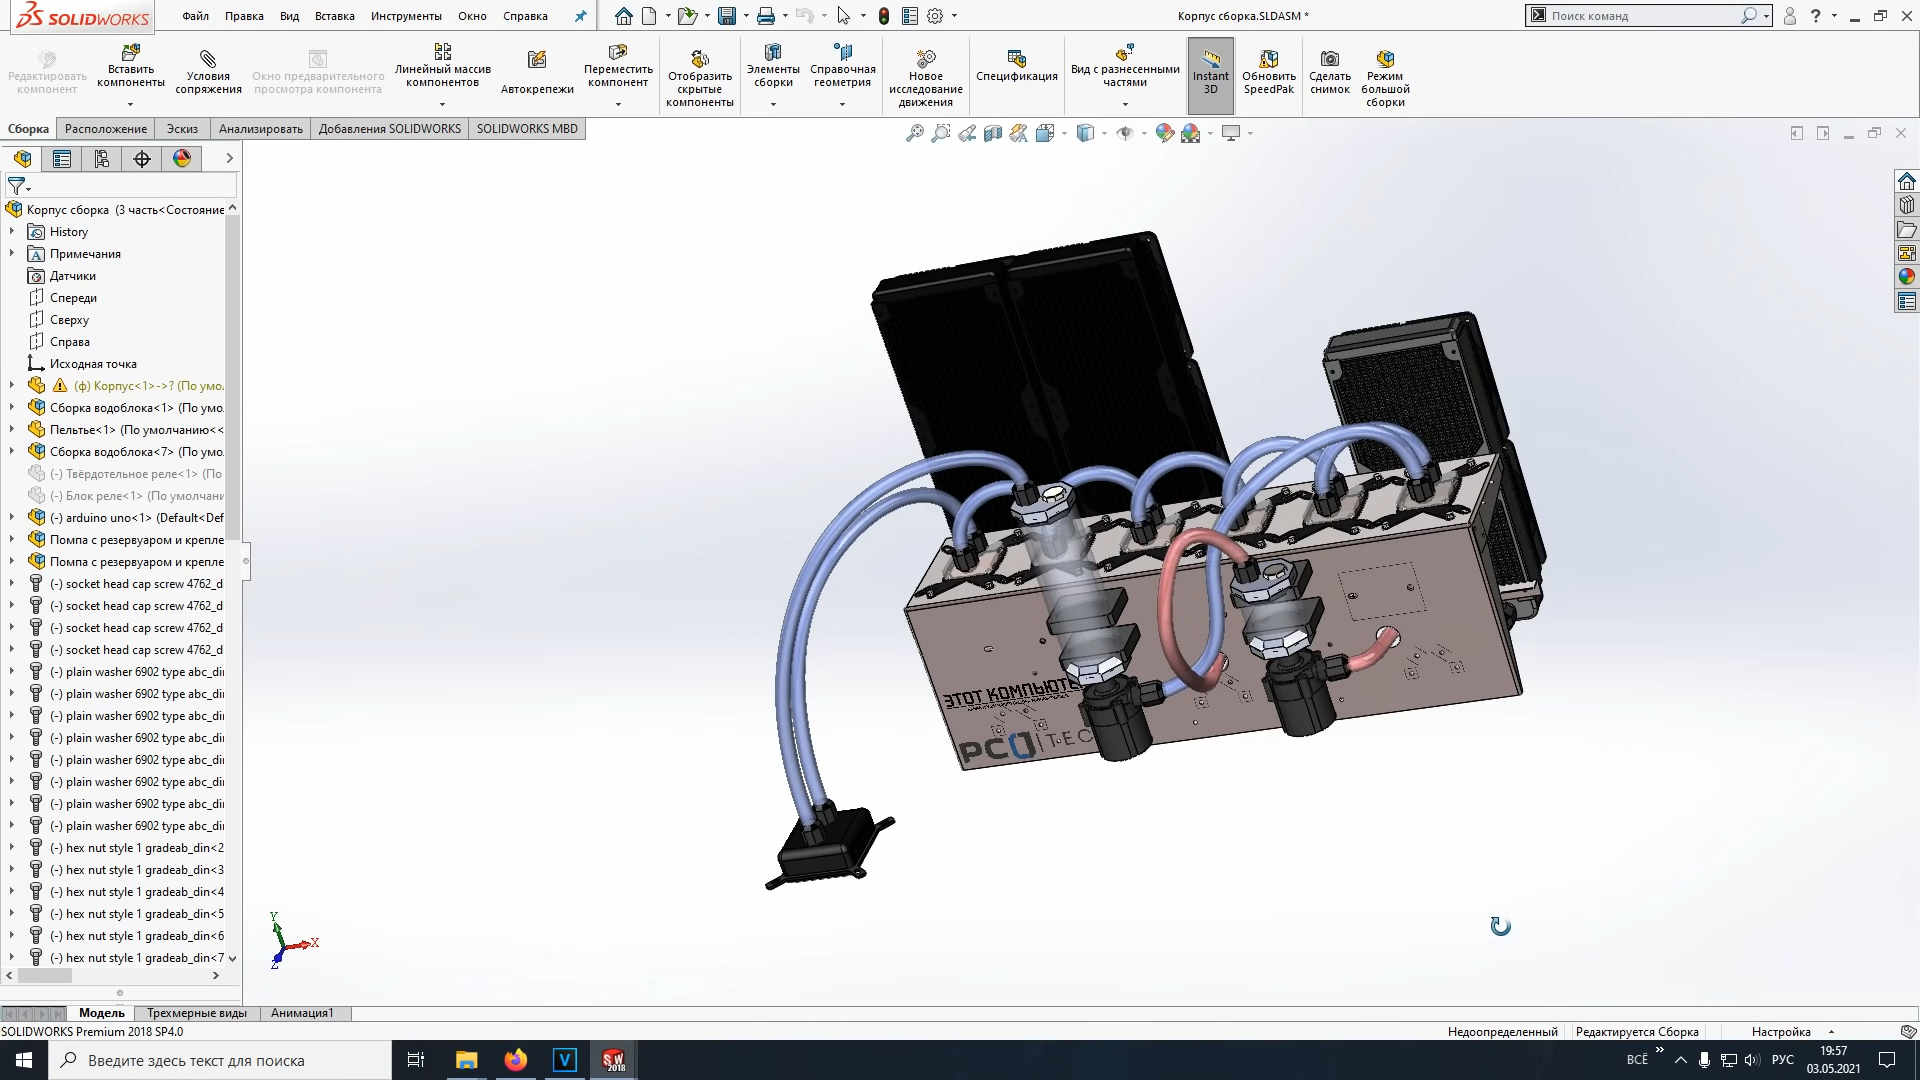 SOLIDWORKS
Файл Правка Вид Вставка Инструменты Окно Справка
Корпус сборка.SLDASM *
Поиск команд
Редактировать компонент
Вставить компоненты
Условия сопряжения
Окно предварительного просмотра компонента
Линейный массив компонентов
Автокрепежи
Переместить компонент
Отобразить скрытые компоненты
Элементы сборки
Справочная геометрия
Новое исследование движения
Спецификация
Вид с разнесенными частями
Instant 3D
Обновить SpeedPak
Сделать снимок
Режим большой сборки
Сборка Расположение Эскиз Анализировать Добавления SOLIDWORKS SOLIDWORKS MBD
Корпус сборка (3 часть<Состояние
History
Примечания
Датчики
Спереди
Сверху
Справа
Исходная точка
(ф) Корпус<1>->? (По умо
Сборка водоблока<1> (По умо
Пельтье<1> (По умолчанию<<
Сборка водоблока<7> (По умо
(-) Твёрдотельное реле<1> (По
(-) Блок реле<1> (По умолчани
(-) arduino uno<1> (Default<Def
Помпа с резервуаром и крепле
Помпа с резервуаром и крепле
(-) socket head cap screw 4762_d
(-) socket head cap screw 4762_d
(-) socket head cap screw 4762_d
(-) socket head cap screw 4762_d
(-) plain washer 6902 type abc_di
(-) plain washer 6902 type abc_di
(-) plain washer 6902 type abc_di
(-) plain washer 6902 type abc_di
(-) plain washer 6902 type abc_di
(-) plain washer 6902 type abc_di
(-) plain washer 6902 type abc_di
(-) plain washer 6902 type abc_di
(-) hex nut style 1 gradeab_din<2
(-) hex nut style 1 gradeab_din<3
(-) hex nut style 1 gradeab_din<4
(-) hex nut style 1 gradeab_din<5
(-) hex nut style 1 gradeab_din<6
(-) hex nut style 1 gradeab_din<7
ЭТОТ КОМПЬЮТЕ
PC TEC
Y
X
Z
Модель Трехмерные виды Анимация1
SOLIDWORKS Premium 2018 SP4.0
Недоопределенный Редактируется Сборка Настройка
Введите здесь текст для поиска
V
SW 2018
ВСЁ
РУС
19:57
03.05.2021